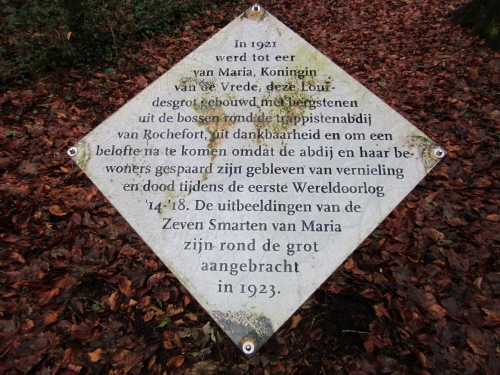 In 1921
werd tot eer
van Maria, Koningin
van de Vrede, deze Lour-
desgrot gebouwd met bergstenen
uit de bossen rond de trappistenabdij
van Rochefort, uit dankbaarheid en om een
belofte na te komen omdat de abdij en haar be-
woners gespaard zijn gebleven van vernieling
en dood tijdens de eerste Wereldoorlog
'14-'18. De uitbeeldingen van de
Zeven Smarten van Maria
zijn rond de grot
aangebracht
in 1923.